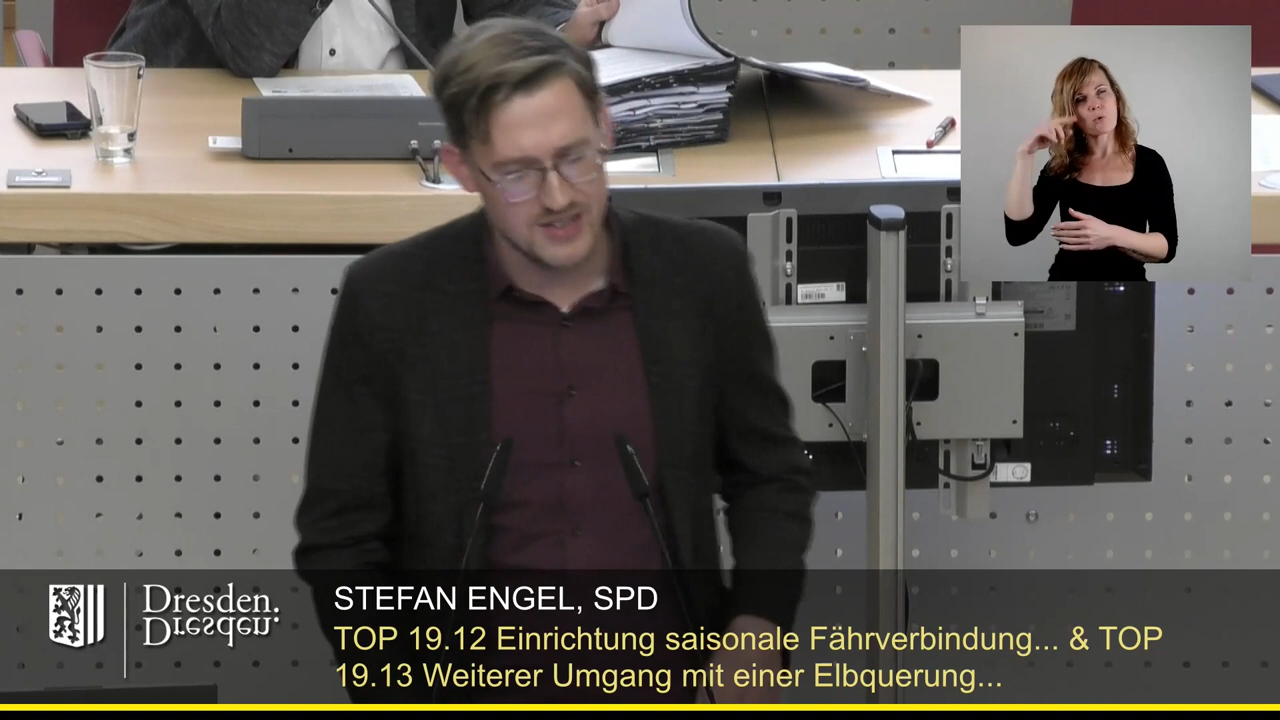 STEFAN ENGEL, SPD
Dresden.
Dresden.
TOP 19.12 Einrichtung saisonale Fährverbindung... & TOP
19.13 Weiterer Umgang mit einer Elbquerung...